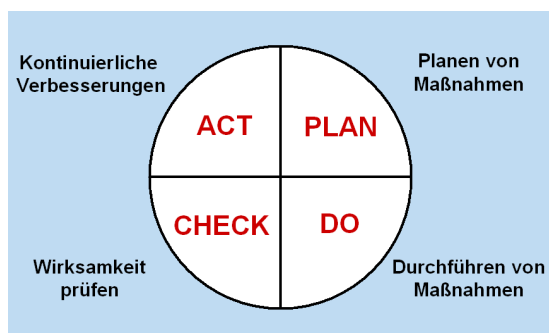 Kontinuierliche
Verbesserungen
Planen von
Maßnahmen
ACT
PLAN
CHECK
DO
Wirksamkeit
prüfen
Durchführen von
Maßnahmen